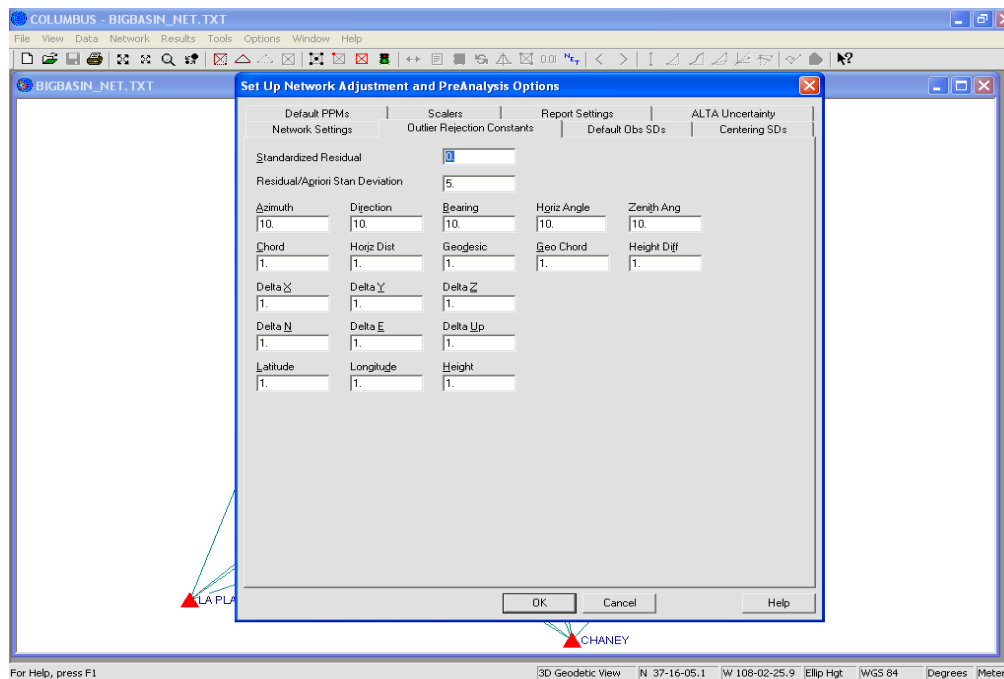 COLUMBUS - BIGBASIN_NET.TXT
File View Data Network Results Tools Options Window Help
0.01 N E T
BIGBASIN_NET.TXT
Set Up Network Adjustment and PreAnalysis Options
Default PPMs Scalers Report Settings ALTA Uncertainty
Network Settings Outlier Rejection Constants Default Obs SDs Centering SDs
Standardized Residual 0.
Residual/Apriori Stan Deviation 5.
Azimuth Direction Bearing Horiz Angle Zenith Ang
10. 10. 10. 10. 10.
Chord Horiz Dist Geodesic Geo Chord Height Diff
1. 1. 1. 1. 1.
Delta X Delta Y Delta Z
1. 1. 1.
Delta N Delta E Delta Up
1. 1. 1.
Latitude Longitude Height
1. 1. 1.
LA PLA
OK Cancel Help
CHANEY
For Help, press F1 3D Geodetic View N 37-16-05.1 W 108-02-25.9 Ellip Hgt WGS 84 Degrees Meter